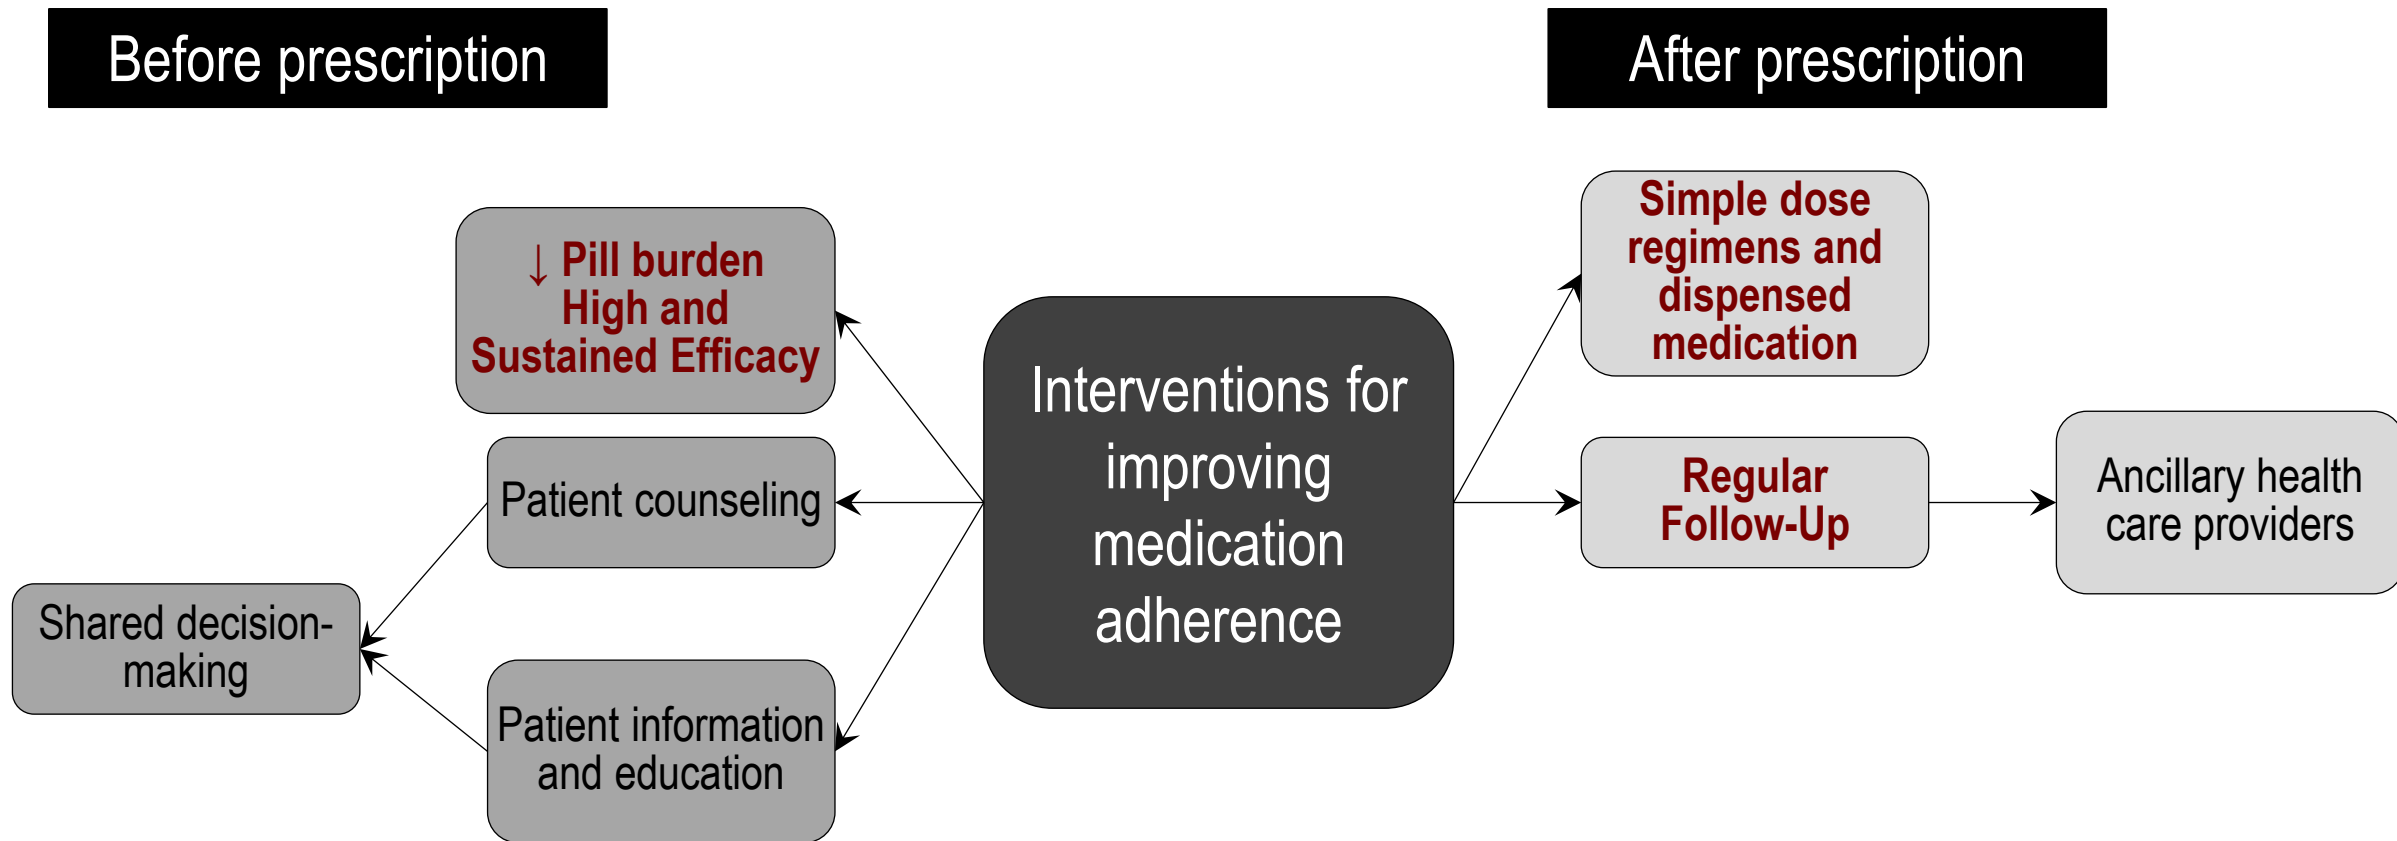 Before prescription
After prescription
↓ Pill burden
High and
Sustained Efficacy
Patient counseling
Shared decision-
making
Patient information
and education
Interventions for
improving
medication
adherence
Simple dose
regimens and
dispensed
medication
Regular
Follow-Up
Ancillary health
care providers